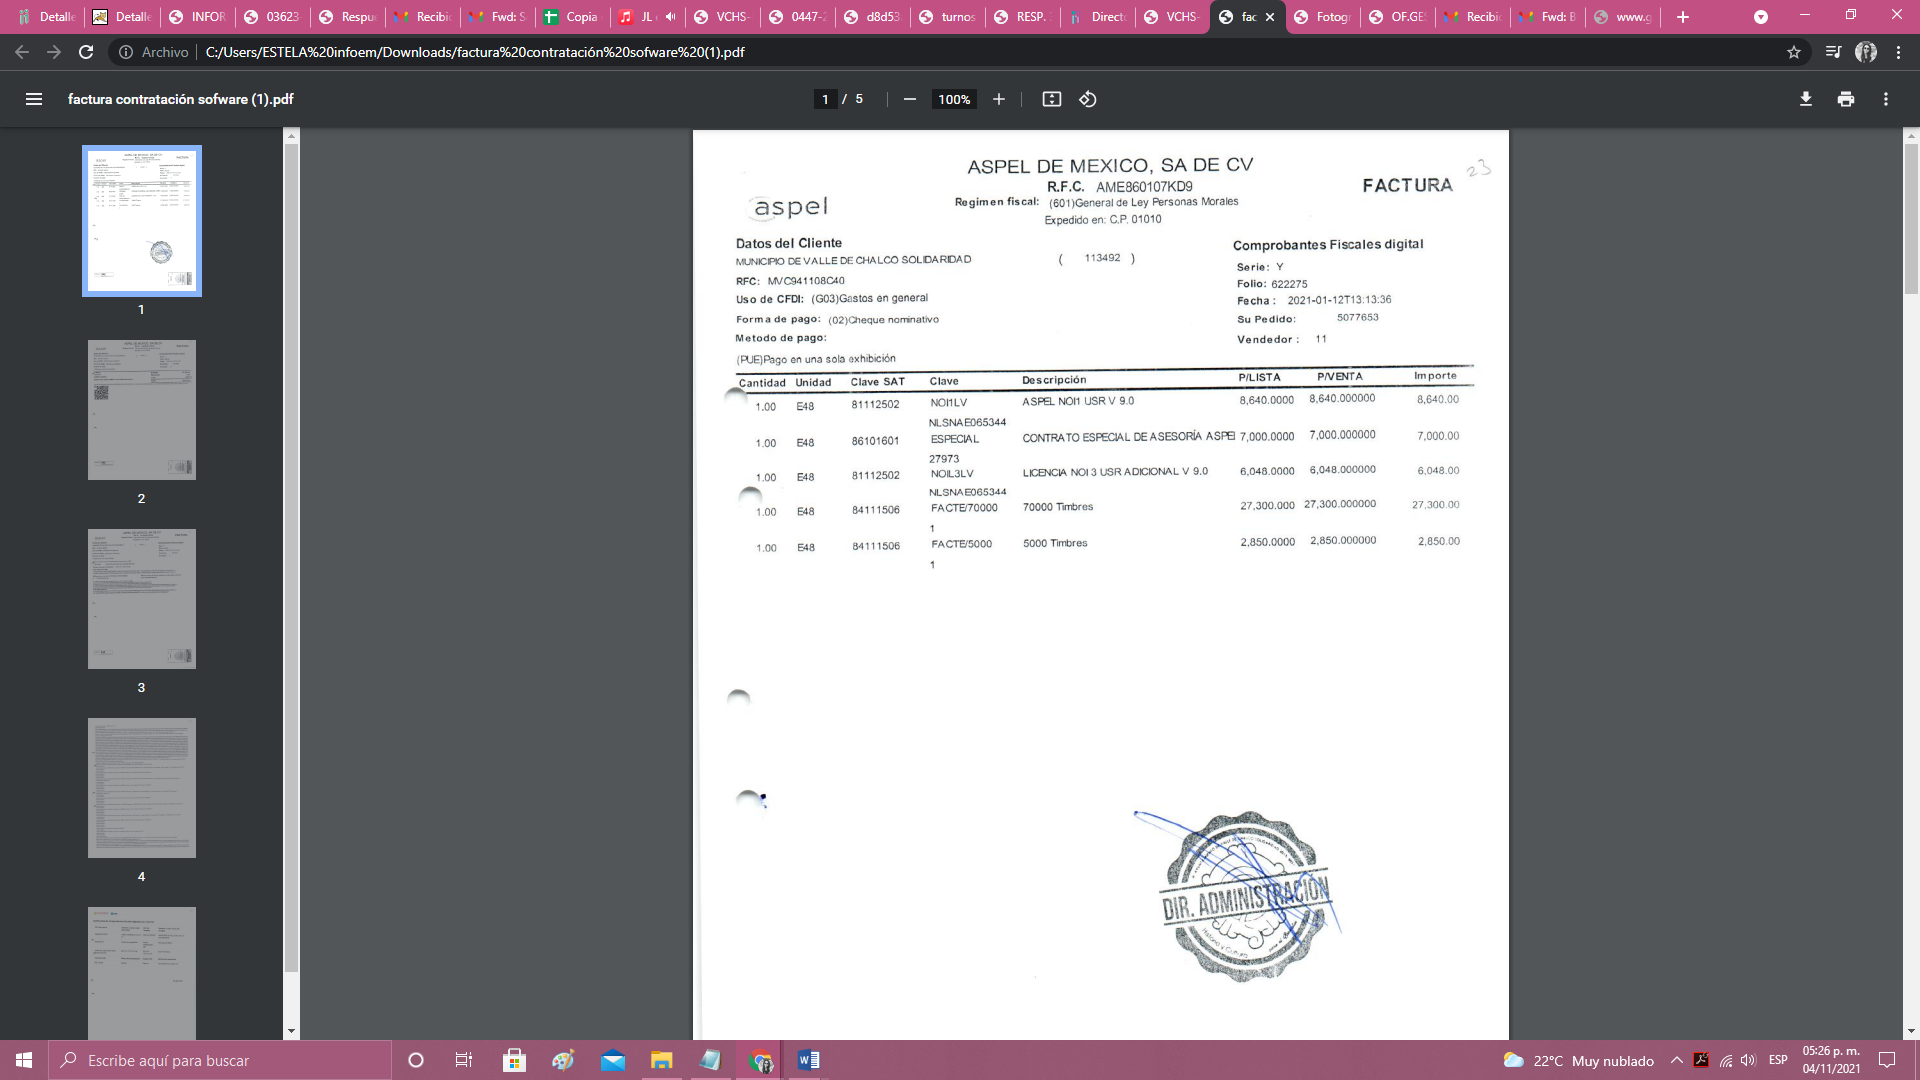 Detalle
Detalle
INFOR
03623-
Respu
Recibi
Fwd: S
Copia
JL
VCHS-
0447-2
d8d53
turnos
RESP.
Directo
VCHS-
fac
Fotogr
OF.GES
Recibi
Fwd: B
www.g
Archivo C:/Users/ESTELA%20infoem/Downloads/factura%20contratación%20sofware%20(1).pdf
factura contratación sofware (1).pdf
1 / 5
100%
1
2
3
4
ASPEL DE MEXICO, SA DE CV
23
R.F.C. AME860107KD9
FACTURA
aspel
Regimen fiscal: (601)General de Ley Personas Morales
Expedido en: C.P. 01010
Datos del Cliente
Comprobantes Fiscales digital
MUNICIPIO DE VALLE DE CHALCO SOLIDARIDAD ( 113492 )
Serie: Y
RFC: MVC941108C40
Folio: 622275
Uso de CFDI: (G03)Gastos en general
Fecha : 2021-01-12T13:13:36
Forma de pago: (02)Cheque nominativo
Su Pedido: 5077653
Metodo de pago:
Vendedor : 11
(PUE)Pago en una sola exhibición
Cantidad Unidad Clave SAT Clave Descripción P/LISTA P/VENTA Importe
1.00 E48 81112502 NOI1LV ASPEL NOI1 USR V 9.0 8,640.0000 8,640.000000 8,640.00
NLSNAE065344
1.00 E48 86101601 ESPECIAL CONTRATO ESPECIAL DE ASESORÍA ASPEL 7,000.0000 7,000.000000 7,000.00
27973
1.00 E48 81112502 NOIL3LV LICENCIA NOI 3 USR ADICIONAL V 9.0 6,048.0000 6,048.000000 6,048.00
NLSNAE065344
1.00 E48 84111506 FACTE/70000 70000 Timbres 27,300.000 27,300.000000 27,300.00
1
1.00 E48 84111506 FACTE/5000 5000 Timbres 2,850.0000 2,850.000000 2,850.00
1
DIR. ADMINISTRACIÓN
Historia y Cultura
Escribe aquí para buscar
22°C Muy nublado
ESP
05:26 p. m.
04/11/2021